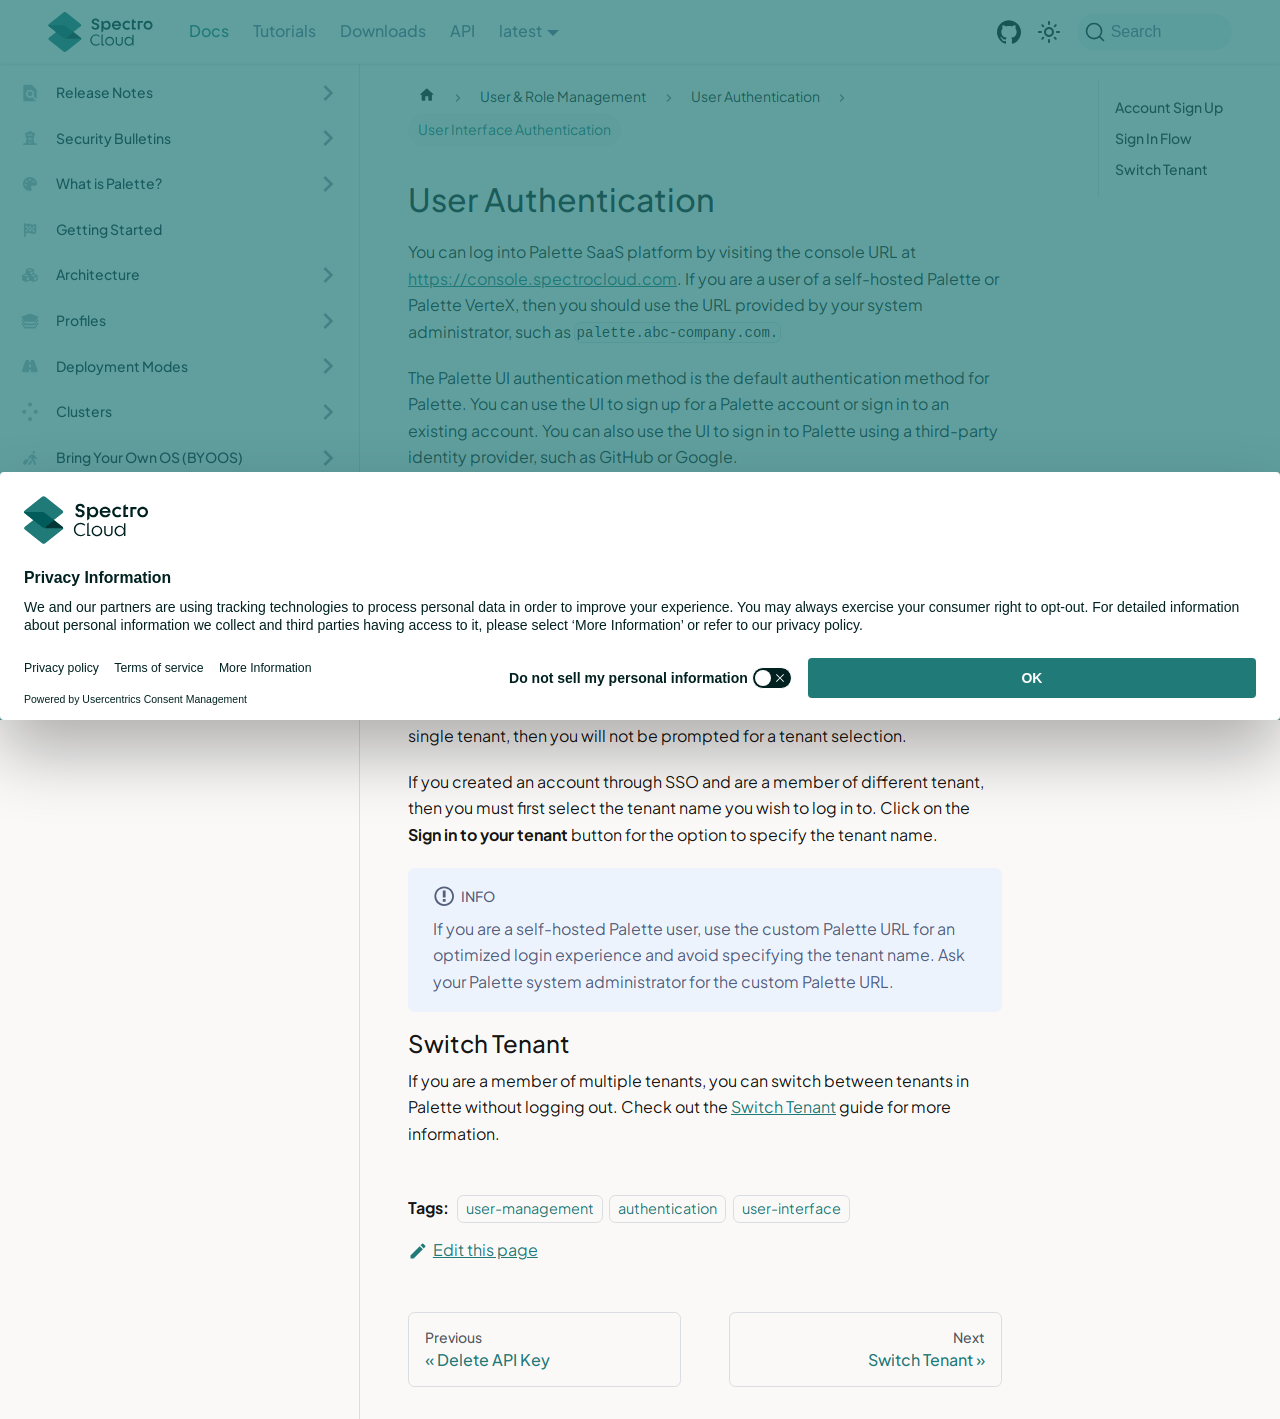 Spectro Cloud
Docs
Tutorials
Downloads
API
latest
Search
Release Notes
Security Bulletins
What is Palette?
Getting Started
Architecture
Profiles
Deployment Modes
Clusters
Bring Your Own OS (BYOOS)
User & Role Management
User Authentication
User Interface Authentication
Account Sign Up
Sign In Flow
Switch Tenant
User Authentication
You can log into Palette SaaS platform by visiting the console URL at
https://console.spectrocloud.com. If you are a user of a self-hosted Palette or
Palette VerteX, then you should use the URL provided by your system
administrator, such as palette.abc-company.com.
The Palette UI authentication method is the default authentication method for
Palette. You can use the UI to sign up for a Palette account or sign in to an
existing account. You can also use the UI to sign in to Palette using a third-party
identity provider, such as GitHub or Google.
Spectro
Cloud
Privacy Information
We and our partners are using tracking technologies to process personal data in order to improve your experience. You may always exercise your consumer right to opt-out. For detailed information
about personal information we collect and third parties having access to it, please select ‘More Information’ or refer to our privacy policy.
Privacy policy
Terms of service
More Information
Do not sell my personal information
OK
Powered by Usercentrics Consent Management
single tenant, then you will not be prompted for a tenant selection.
If you created an account through SSO and are a member of different tenant,
then you must first select the tenant name you wish to log in to. Click on the
Sign in to your tenant button for the option to specify the tenant name.
INFO
If you are a self-hosted Palette user, use the custom Palette URL for an
optimized login experience and avoid specifying the tenant name. Ask
your Palette system administrator for the custom Palette URL.
Switch Tenant
If you are a member of multiple tenants, you can switch between tenants in
Palette without logging out. Check out the Switch Tenant guide for more
information.
Tags: user-management authentication user-interface
Edit this page
Previous
« Delete API Key
Next
Switch Tenant »